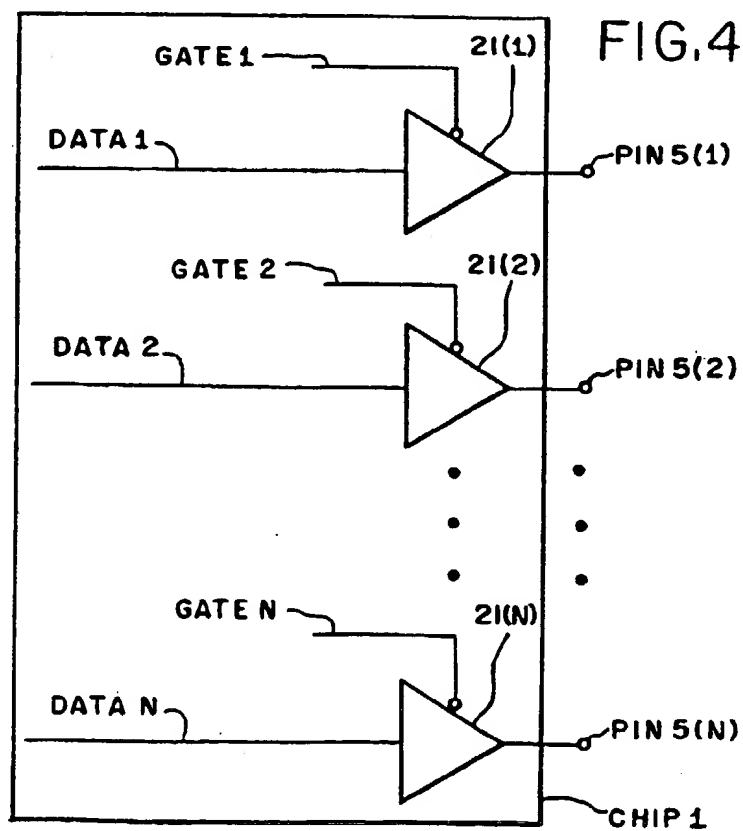 FIG.4
GATE 1
21(1)
DATA 1
PIN 5(1)
GATE 2
21(2)
DATA 2
PIN 5(2)
GATE N
21(N)
DATA N
PIN 5(N)
CHIP 1